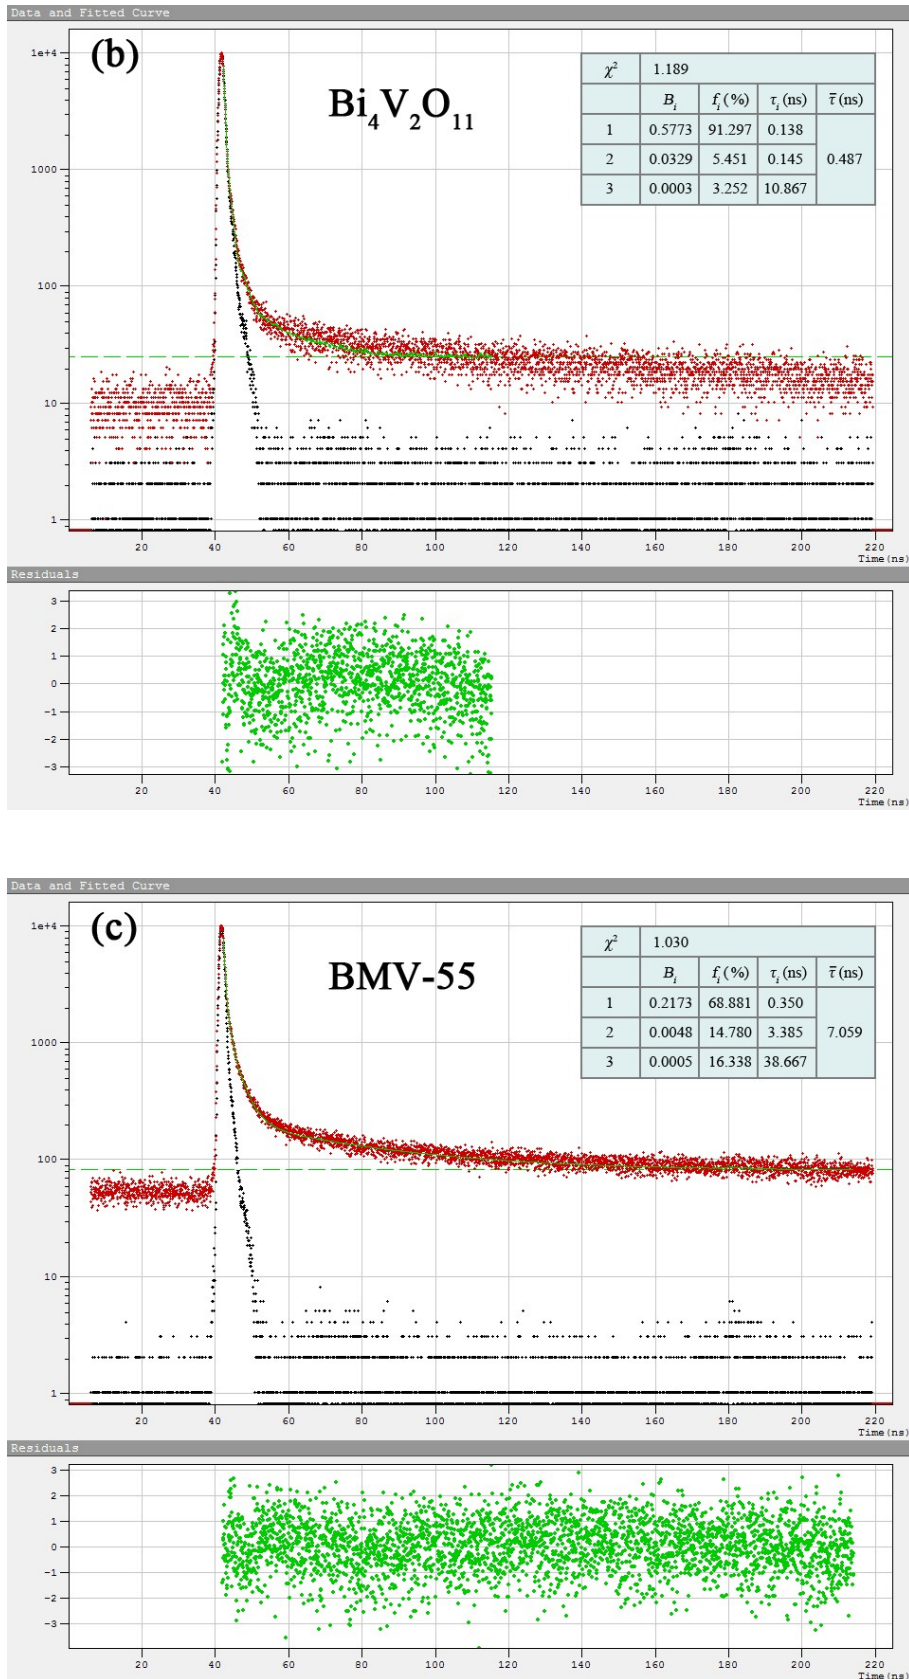 Data and Fitted Curve
(b)
Bi₄V₂O₁₁
χ² 1.189
Bᵢ fᵢ (%) τᵢ (ns) τ̄ (ns)
1 0.5773 91.297 0.138
2 0.0329 5.451 0.145 0.487
3 0.0003 3.252 10.867
1e+4
1000
100
10
1
20 40 60 80 100 120 140 160 180 200 220
Time(ns)
Residuals
3
2
1
0
-1
-2
-3
20 40 60 80 100 120 140 160 180 200 220
Time(ns)
Data and Fitted Curve
(c)
BMV-55
χ² 1.030
Bᵢ fᵢ (%) τᵢ (ns) τ̄ (ns)
1 0.2173 68.881 0.350
2 0.0048 14.780 3.385 7.059
3 0.0005 16.338 38.667
1e+4
1000
100
10
1
20 40 60 80 100 120 140 160 180 200 220
Time(ns)
Residuals
3
2
1
0
-1
-2
-3
20 40 60 80 100 120 140 160 180 200 220
Time(ns)